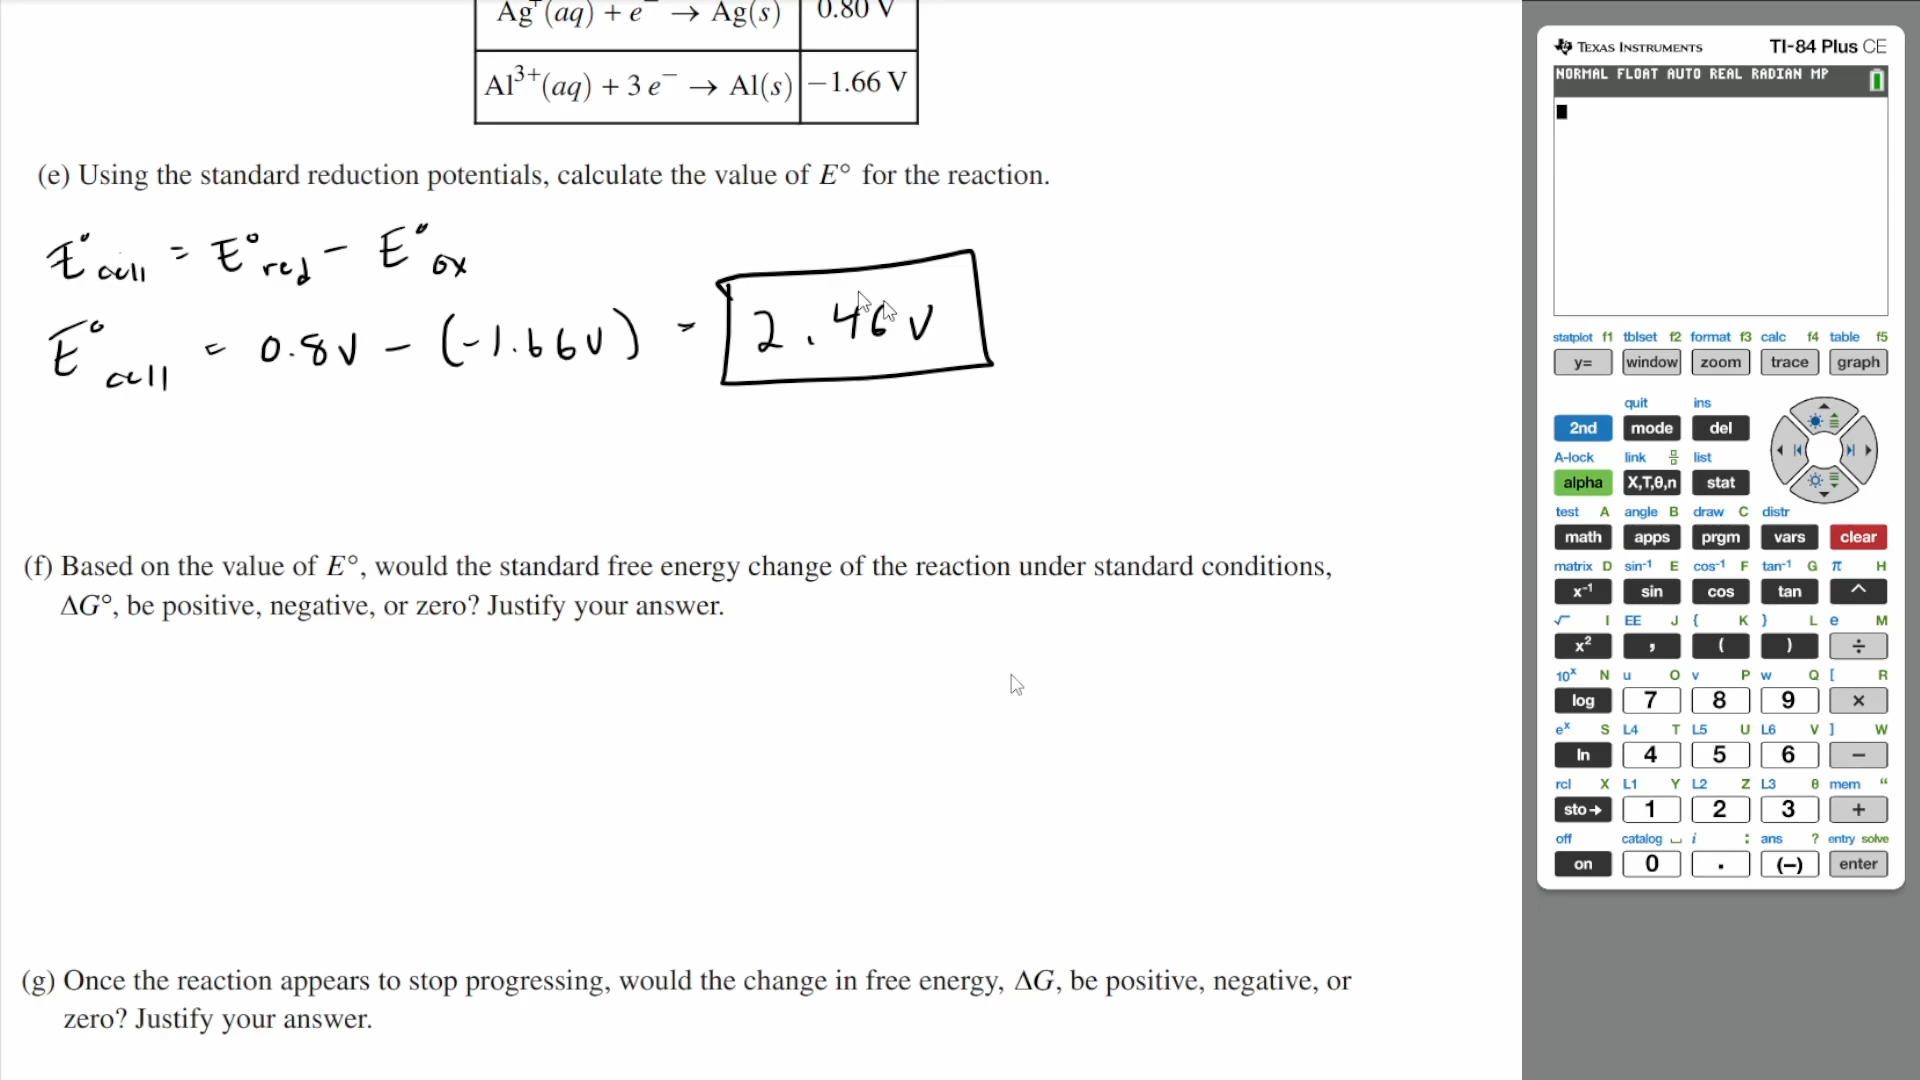 Ag⁺(aq) + e⁻ → Ag(s) 0.80 V
Al³⁺(aq) + 3 e⁻ → Al(s) −1.66 V
(e) Using the standard reduction potentials, calculate the value of E° for the reaction.
E°cell = E°red − E°ox
E°cell = 0.8V − (-1.66V) = 2.46V
(f) Based on the value of E°, would the standard free energy change of the reaction under standard conditions,
ΔG°, be positive, negative, or zero? Justify your answer.
(g) Once the reaction appears to stop progressing, would the change in free energy, ΔG, be positive, negative, or
zero? Justify your answer.
TEXAS INSTRUMENTS TI-84 Plus CE
NORMAL FLOAT AUTO REAL RADIAN MP
statplot f1 tblset f2 format f3 calc f4 table f5
y= window zoom trace graph
quit ins
2nd mode del
A-lock link list
alpha X,T,θ,n stat
test A angle B draw C distr
math apps prgm vars clear
matrix D sin⁻¹ E cos⁻¹ F tan⁻¹ G π H
x⁻¹ sin cos tan ^
√ I EE J { K } L e M
x² , ( ) ÷
10ˣ N u O v P w Q [ R
log 7 8 9 ×
eˣ S L4 T L5 U L6 V ] W
ln 4 5 6 −
rcl X L1 Y L2 Z L3 θ mem “
sto→ 1 2 3 +
off catalog ⎵ i : ans ? entry solve
on 0 . (−) enter